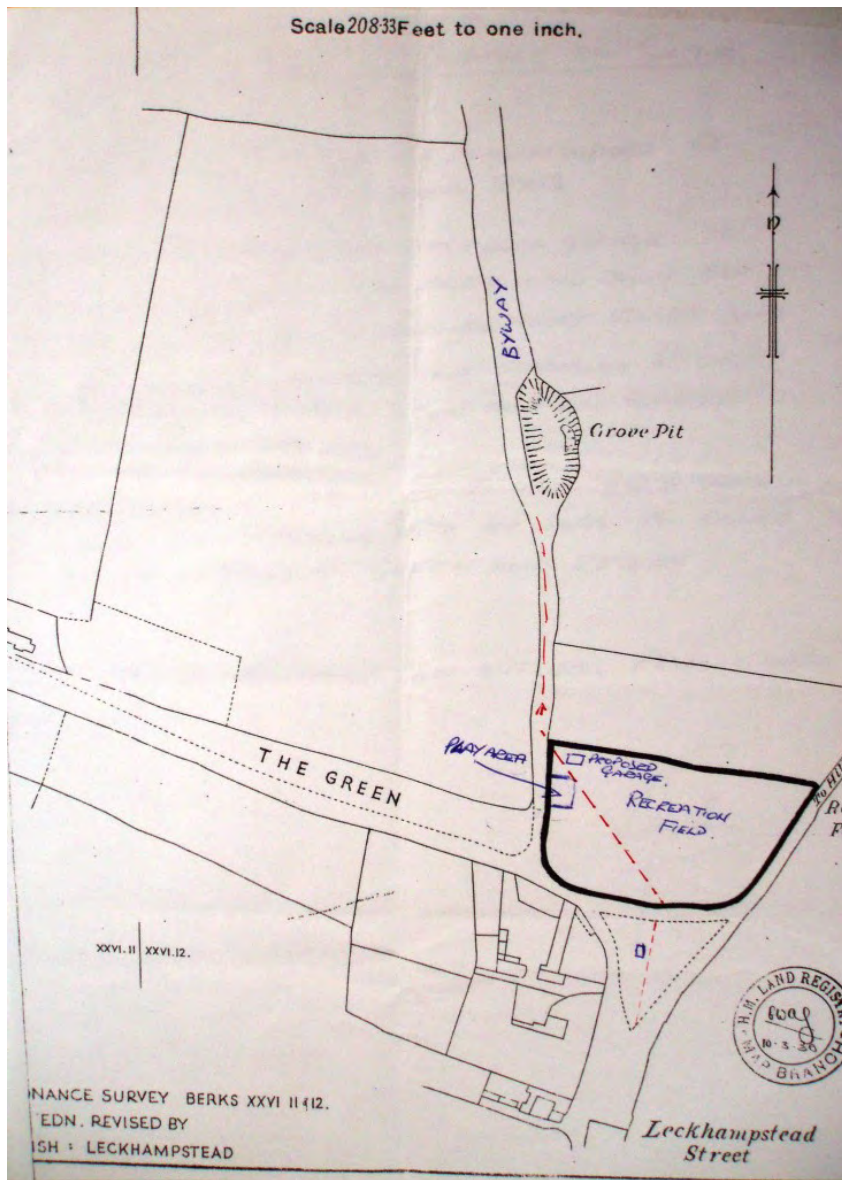 Scale 208·33 Feet to one inch.
BYWAY
Grove Pit
PLAY AREA
PROPOSED
GARAGE.
RECREATION
FIELD.
THE GREEN
TO
R
F
XXVI.11 XXVI.12.
H.M. LAND REGISTR
MAP BRANCH
10·3·36
NANCE SURVEY BERKS XXVI 11 & 12.
EDN. REVISED BY
ISH : LECKHAMPSTEAD
Leckhampstead
Street